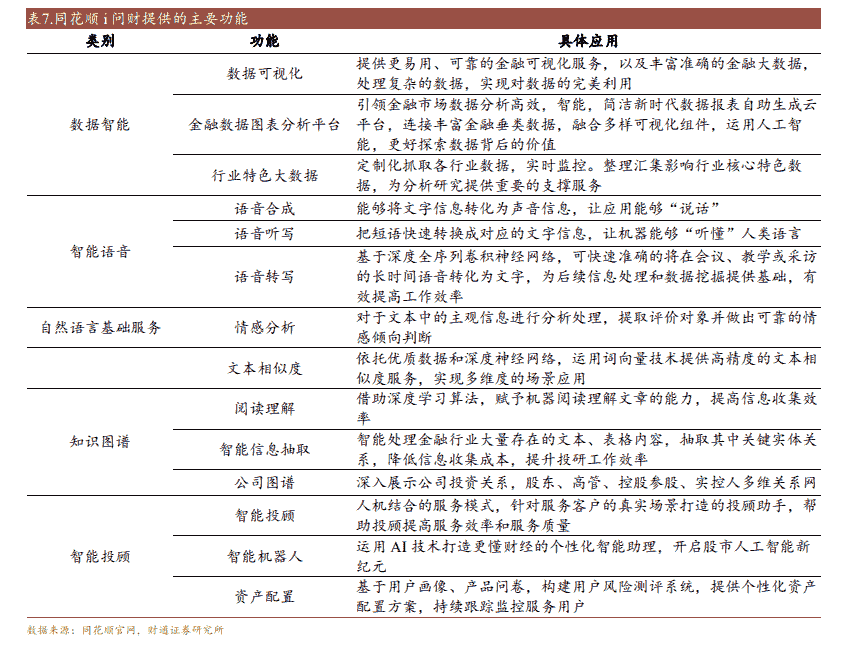 表7.同花顺 i 问财提供的主要功能
类别 功能 具体应用
数据智能
数据可视化
提供更易用、可靠的金融可视化服务，以及丰富准确的金融大数据，
处理复杂的数据，实现对数据的完美利用
金融数据图表分析平台
引领金融市场数据分析高效，智能，简洁新时代数据报表自助生成云
平台，连接丰富金融垂类数据，融合多样可视化组件，运用人工智
能，更好探索数据背后的价值
行业特色大数据
定制化抓取各行业数据，实时监控。整理汇集影响行业核心特色数
据，为分析研究提供重要的支撑服务
智能语音
语音合成
能够将文字信息转化为声音信息，让应用能够“说话”
语音听写
把短语快速转换成对应的文字信息，让机器能够“听懂”人类语言
语音转写
基于深度全序列卷积神经网络，可快速准确的将在会议、教学或采访
的长时间语音转化为文字，为后续信息处理和数据挖掘提供基础，有
效提高工作效率
自然语言基础服务
情感分析
对于文本中的主观信息进行分析处理，提取评价对象并做出可靠的情
感倾向判断
文本相似度
依托优质数据和深度神经网络，运用词向量技术提供高精度的文本相
似度服务，实现多维度的场景应用
知识图谱
阅读理解
借助深度学习算法，赋予机器阅读理解文章的能力，提高信息收集效
率
智能信息抽取
智能处理金融行业大量存在的文本、表格内容，抽取其中关键实体关
系，降低信息收集成本，提升投研工作效率
公司图谱
深入展示公司投资关系，股东、高管、控股参股、实控人多维关系网
智能投顾
智能投顾
人机结合的服务模式，针对服务客户的真实场景打造的投顾助手，帮
助投顾提高服务效率和服务质量
智能机器人
运用 AI 技术打造更懂财经的个性化智能助理，开启股市人工智能新
纪元
资产配置
基于用户画像、产品问卷，构建用户风险测评系统，提供个性化资产
配置方案，持续跟踪监控服务用户
数据来源：同花顺官网，财通证券研究所